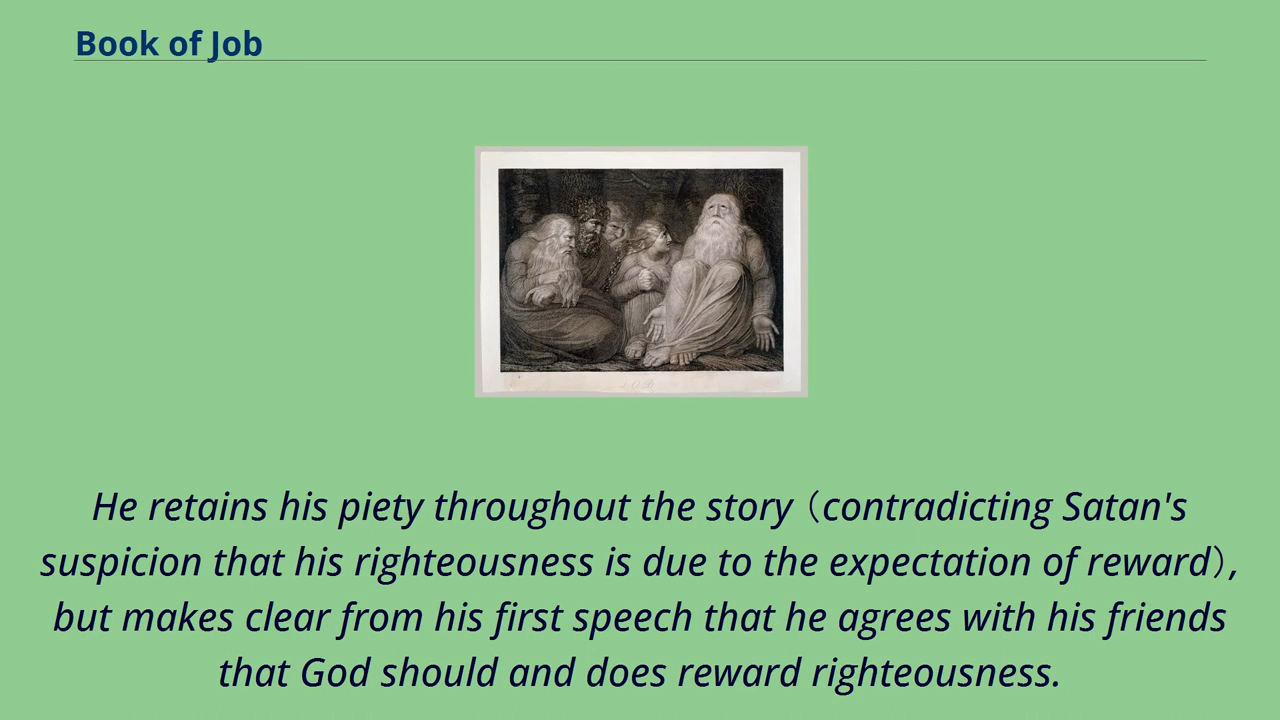 Book of Job
He retains his piety throughout the story (contradicting Satan's
suspicion that his righteousness is due to the expectation of reward),
but makes clear from his first speech that he agrees with his friends
that God should and does reward righteousness.